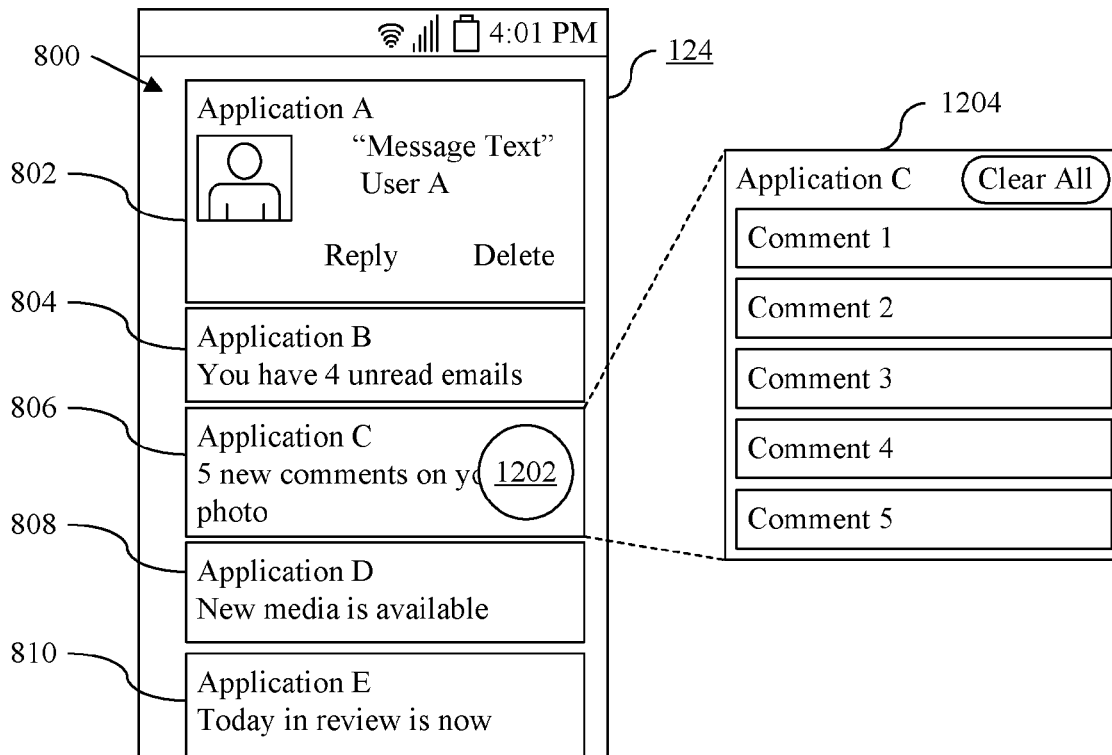 4:01 PM
800
124
Application A
“Message Text”
User A
802
Reply Delete
804
Application B
You have 4 unread emails
806
Application C
5 new comments on yo
photo
1202
808
Application D
New media is available
810
Application E
Today in review is now
1204
Application C Clear All
Comment 1
Comment 2
Comment 3
Comment 4
Comment 5